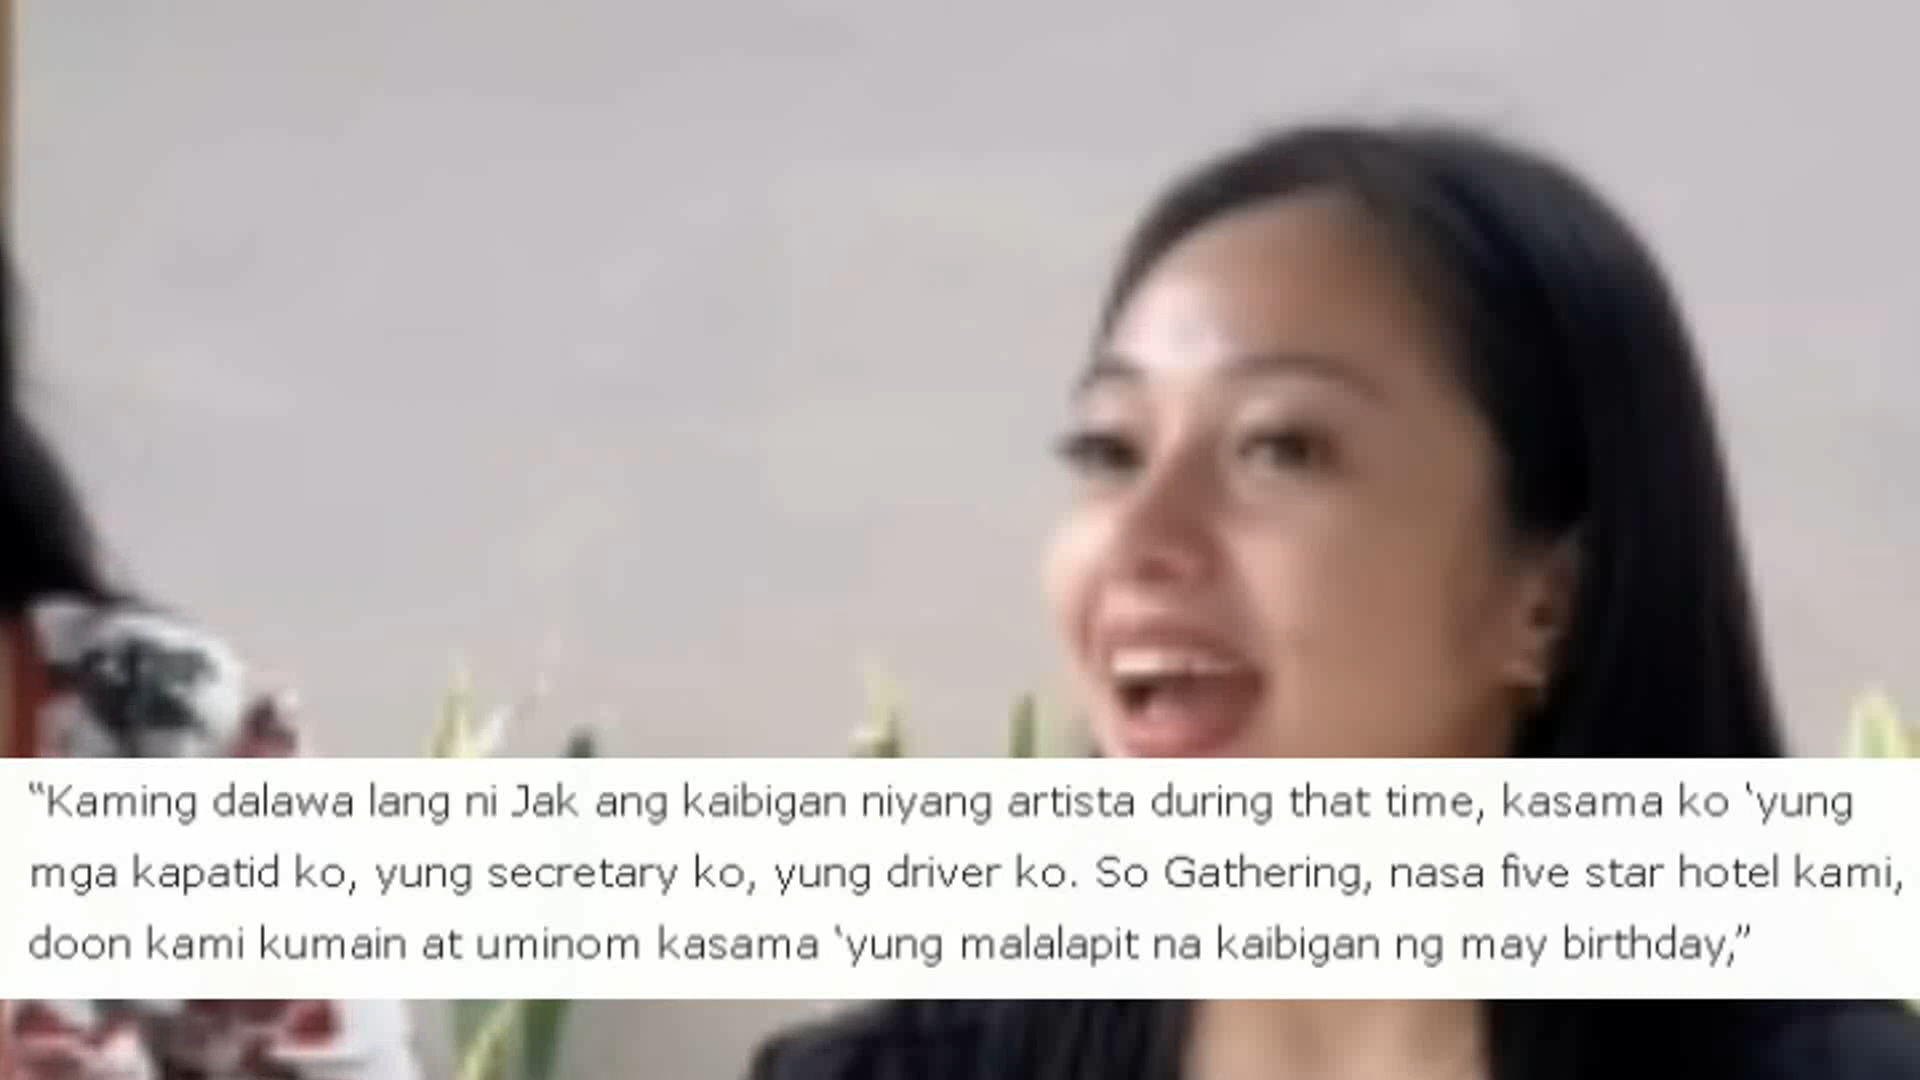 “Kaming dalawa lang ni Jak ang kaibigan niyang artista during that time, kasama ko ‘yung
mga kapatid ko, yung secretary ko, yung driver ko. So Gathering, nasa five star hotel kami,
doon kami kumain at uminom kasama ‘yung malalapit na kaibigan ng may birthday,”